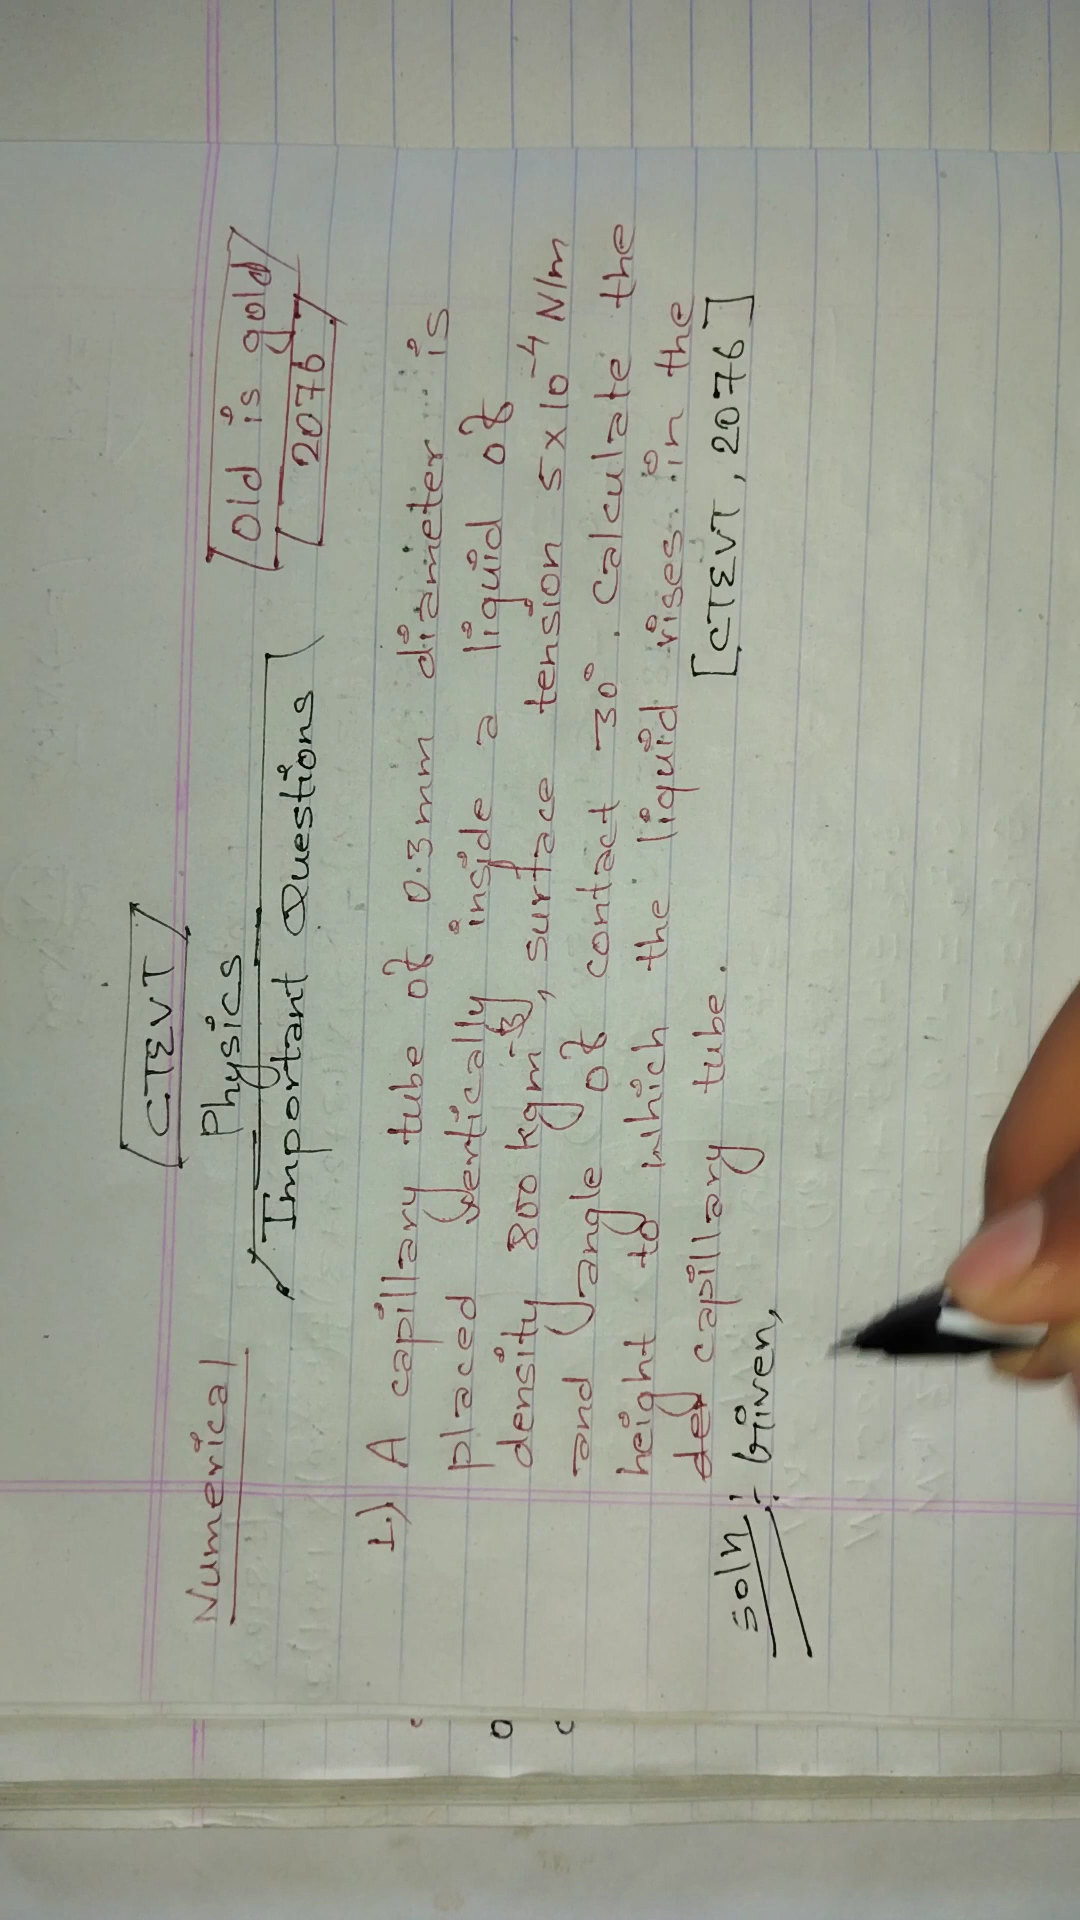 [CTEVT]
Physics
Important Questions
Old is gold
2076
Numerical
1.) A capillary tube of 0.3mm diameter is
placed vertically inside a liquid of
density 800 kgm⁻³, surface tension 5×10⁻⁴ N/m
and angle of contact 30°. Calculate the
height to which the liquid rises in the
capillary tube.
[CTEVT, 2076]
Soln:- Given,